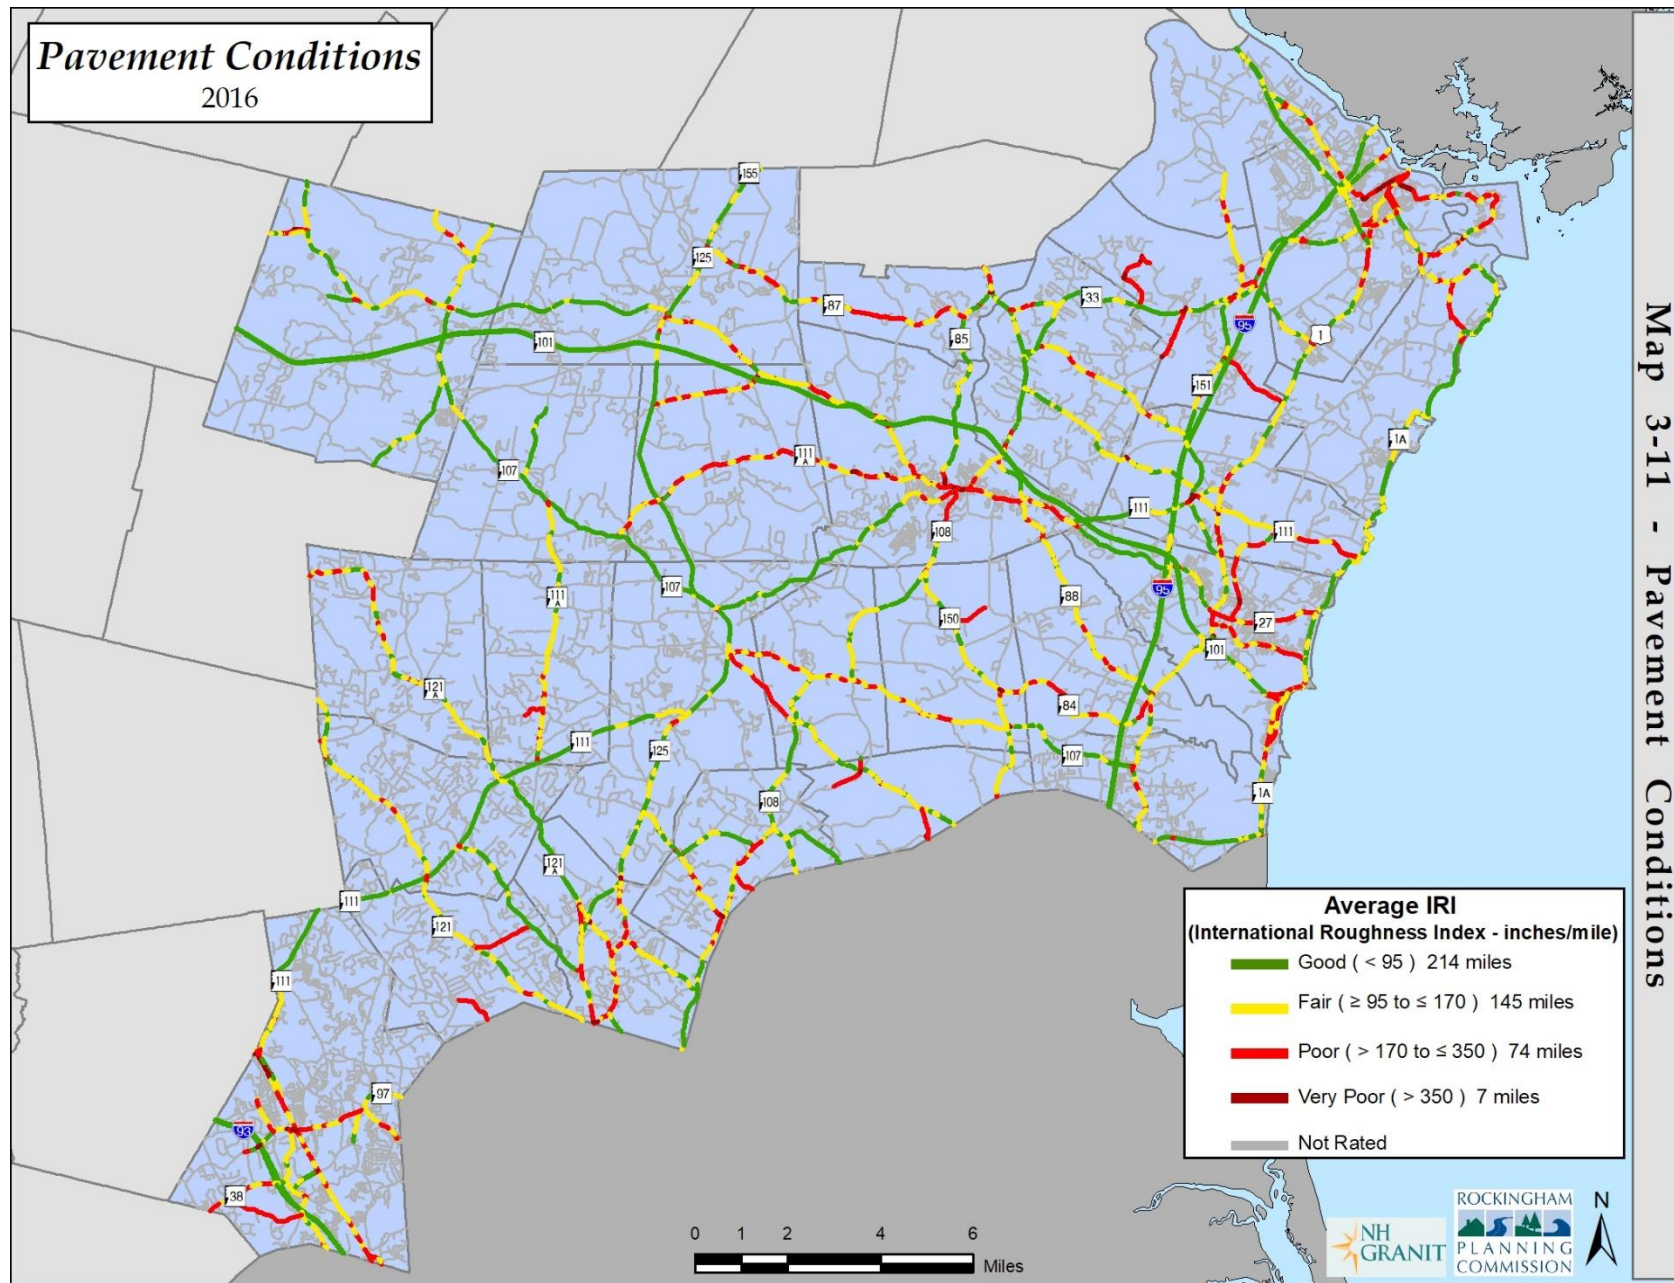 Pavement Conditions
2016
155
125
87
33
85
95
1
101
151
1A
107
111
A
111
108
111
107
111
A
150
88
95
27
101
121
A
84
111
125
107
108
1A
121
A
111
121
111
97
93
38
Map 3-11 - Pavement Conditions
Average IRI
(International Roughness Index - inches/mile)
Good ( < 95 ) 214 miles
Fair ( ≥ 95 to ≤ 170 ) 145 miles
Poor ( > 170 to ≤ 350 ) 74 miles
Very Poor ( > 350 ) 7 miles
Not Rated
0 1 2 4 6
Miles
NH
GRANIT
ROCKINGHAM
PLANNING
COMMISSION
N